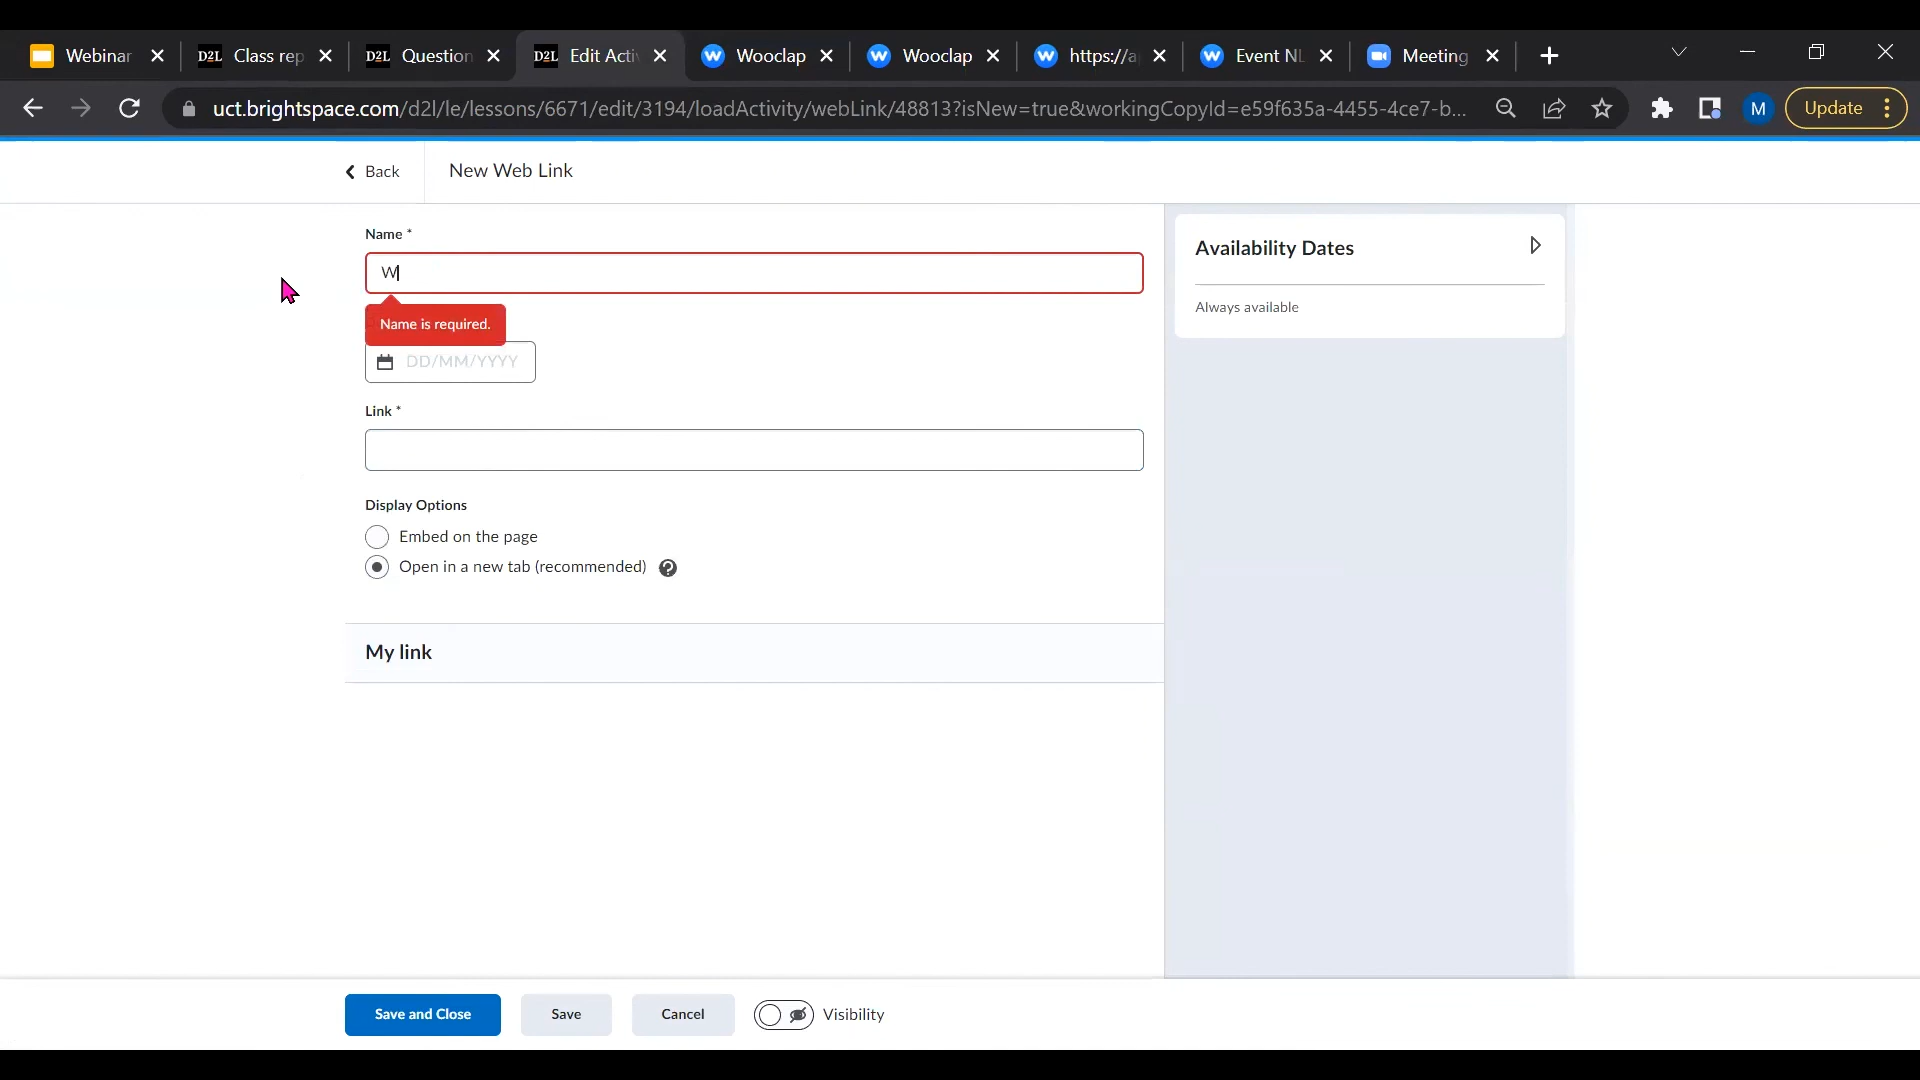 Webinar
D2L Class rep
D2L Question
D2L Edit Acti
W Wooclap
W Wooclap
W https://a
W Event NL
Meeting
uct.brightspace.com/d2l/le/lessons/6671/edit/3194/loadActivity/webLink/48813?isNew=true&workingCopyId=e59f635a-4455-4ce7-b...
M
Update
Back
New Web Link
Name *
W
Name is required.
DD/MM/YYYY
Link *
Display Options
Embed on the page
Open in a new tab (recommended) ?
My link
Availability Dates
Always available
Save and Close
Save
Cancel
Visibility